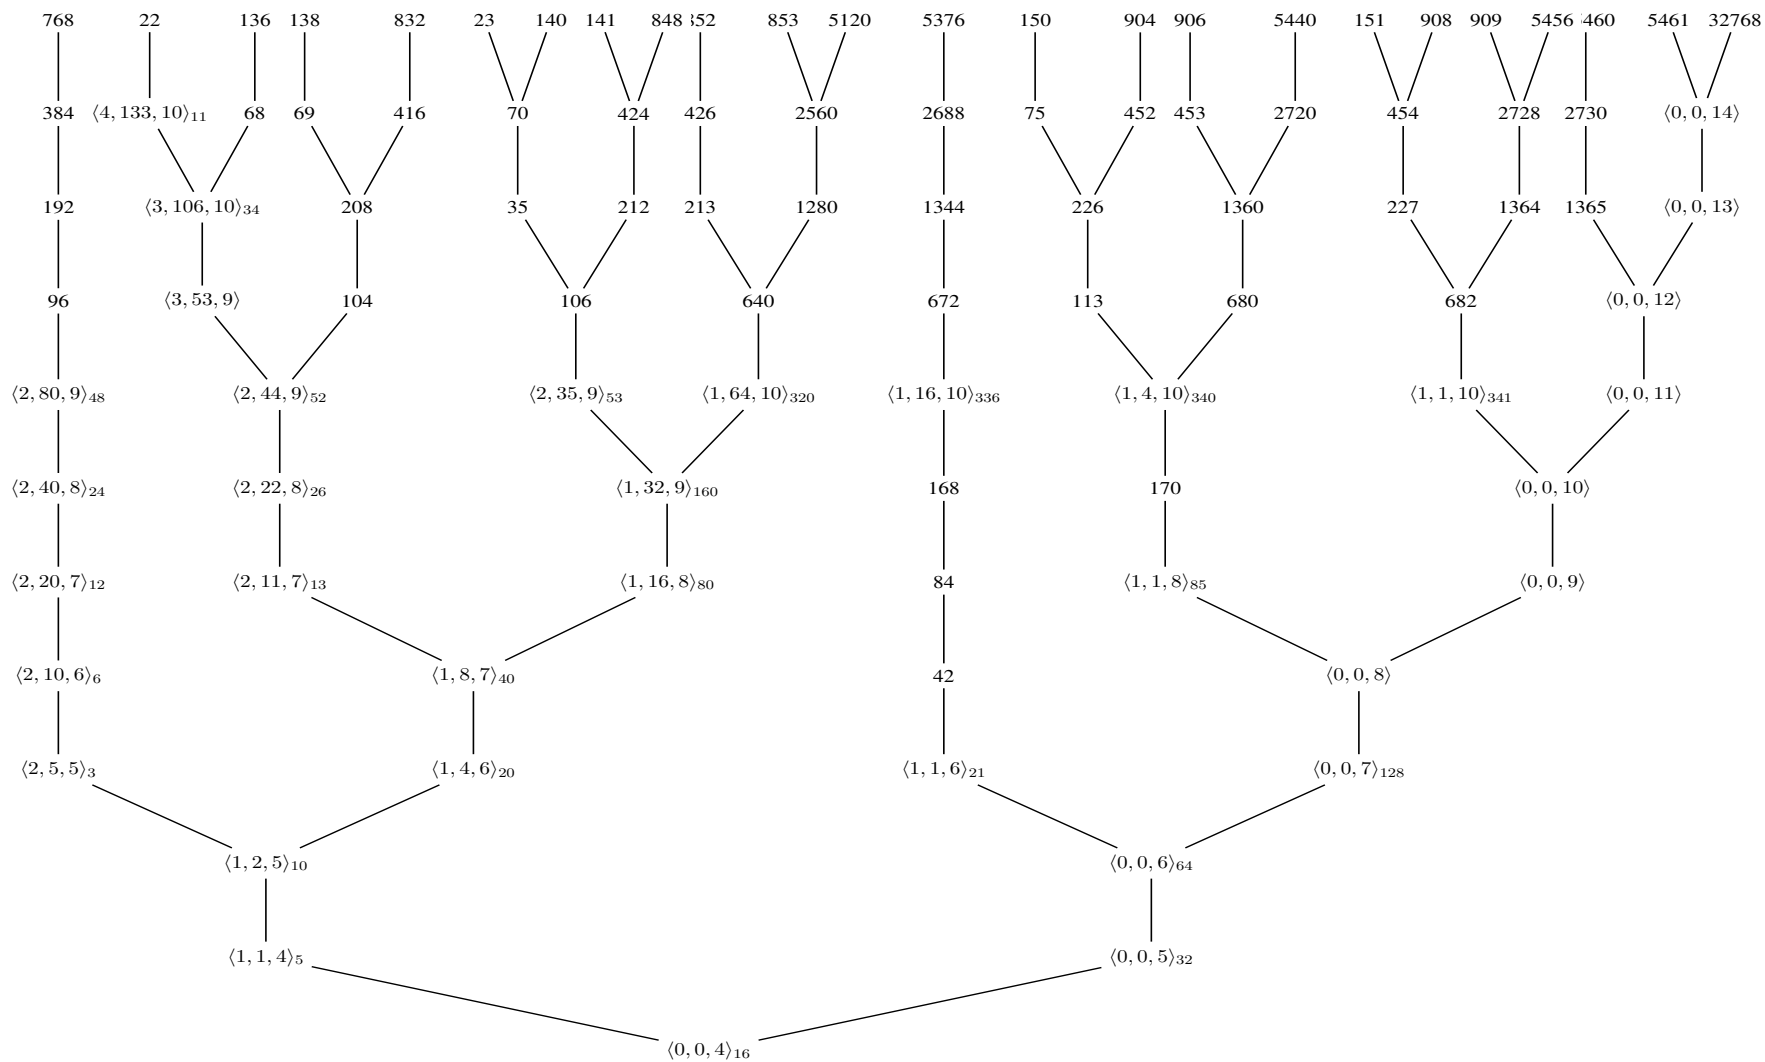 768 22 136 138 832 23 140 141 848 852 853 5120 5376 150 904 906 5440 151 908 909 5456 5460 5461 32768
384 ⟨4, 133, 10⟩₁₁ 68 69 416 70 424 426 2560 2688 75 452 453 2720 454 2728 2730 ⟨0, 0, 14⟩
192 ⟨3, 106, 10⟩₃₄ 208 35 212 213 1280 1344 226 1360 227 1364 1365 ⟨0, 0, 13⟩
96 ⟨3, 53, 9⟩ 104 106 640 672 113 680 682 ⟨0, 0, 12⟩
⟨2, 80, 9⟩₄₈ ⟨2, 44, 9⟩₅₂ ⟨2, 35, 9⟩₅₃ ⟨1, 64, 10⟩₃₂₀ ⟨1, 16, 10⟩₃₃₆ ⟨1, 4, 10⟩₃₄₀ ⟨1, 1, 10⟩₃₄₁ ⟨0, 0, 11⟩
⟨2, 40, 8⟩₂₄ ⟨2, 22, 8⟩₂₆ ⟨1, 32, 9⟩₁₆₀ 168 170 ⟨0, 0, 10⟩
⟨2, 20, 7⟩₁₂ ⟨2, 11, 7⟩₁₃ ⟨1, 16, 8⟩₈₀ 84 ⟨1, 1, 8⟩₈₅ ⟨0, 0, 9⟩
⟨2, 10, 6⟩₆ ⟨1, 8, 7⟩₄₀ 42 ⟨0, 0, 8⟩
⟨2, 5, 5⟩₃ ⟨1, 4, 6⟩₂₀ ⟨1, 1, 6⟩₂₁ ⟨0, 0, 7⟩₁₂₈
⟨1, 2, 5⟩₁₀ ⟨0, 0, 6⟩₆₄
⟨1, 1, 4⟩₅ ⟨0, 0, 5⟩₃₂
⟨0, 0, 4⟩₁₆